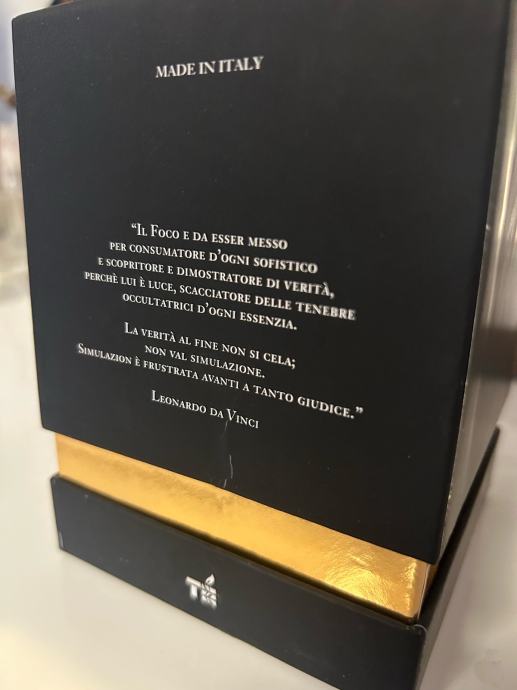 MADE IN ITALY
“IL FOCO E DA ESSER MESSO
PER CONSUMATORE D’OGNI SOFISTICO
E SCOPRITORE E DIMOSTRATORE DI VERITÀ,
PERCHÈ LUI È LUCE, SCACCIATORE DELLE TENEBRE
OCCULTATRICI D’OGNI ESSENZIA.
LA VERITÀ AL FINE NON SI CELA;
NON VAL SIMULAZIONE.
SIMULAZION È FRUSTRATA AVANTI A TANTO GIUDICE.”
LEONARDO DA VINCI